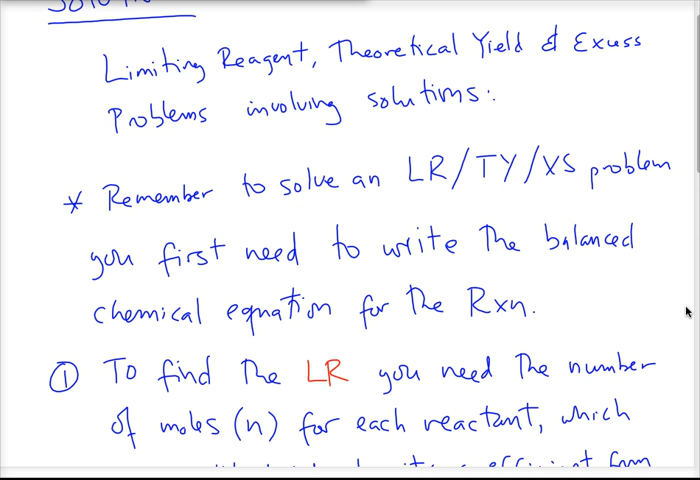 Limiting Reagent, Theoretical Yield & Exuss
Problems involving solutions:
* Remember to solve an LR/TY/XS problem
you first need to write the balanced
chemical equation for the Rxn.
① To find the LR you need the number
of moles (n) for each reactant, which